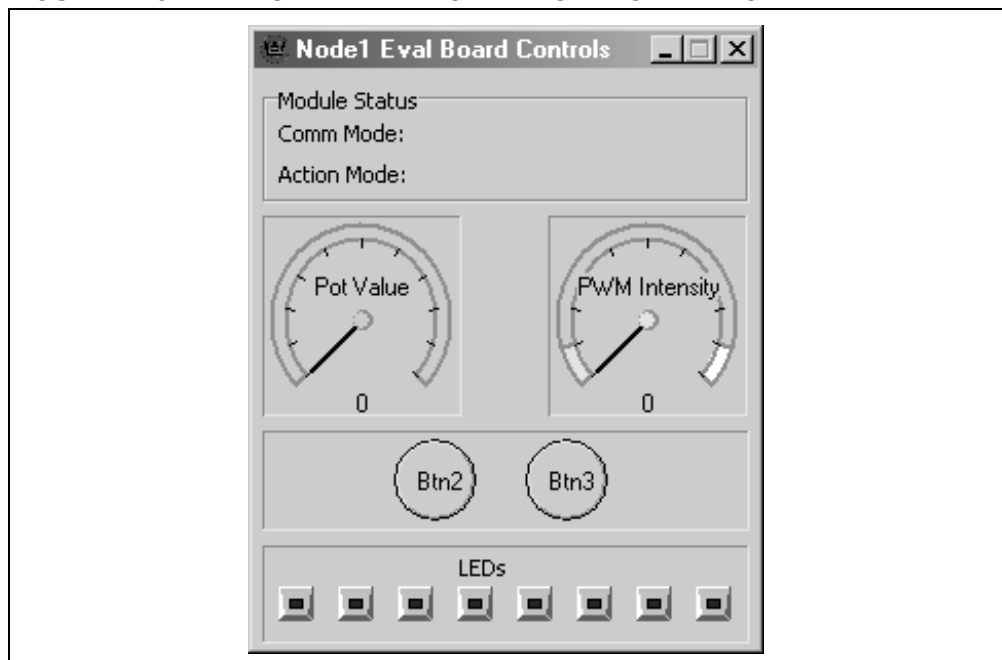 Node1 Eval Board Controls
Module Status
Comm Mode:
Action Mode:
Pot Value
PWM Intensity
0
0
Btn2
Btn3
LEDs